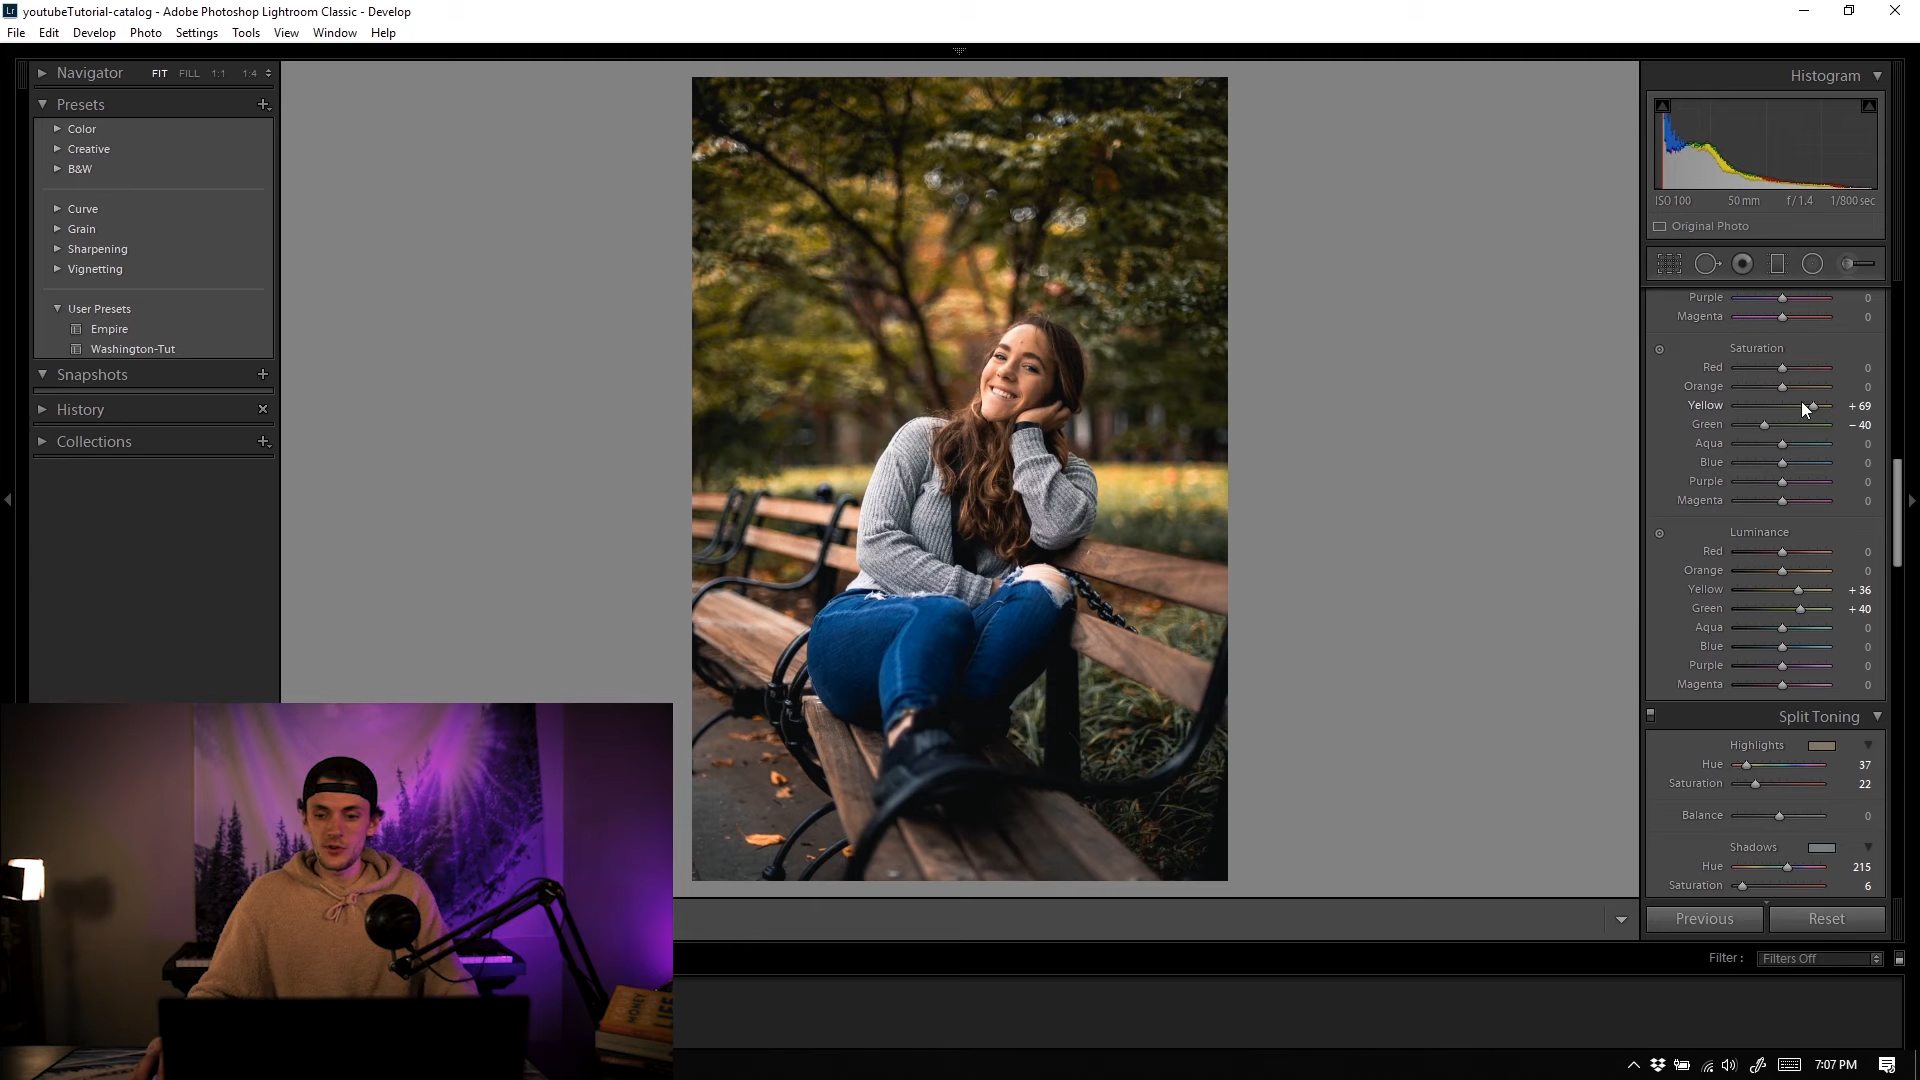 Lr youtubeTutorial-catalog - Adobe Photoshop Lightroom Classic - Develop
File Edit Develop Photo Settings Tools View Window Help
Navigator FIT FILL 1:1 1:4
Presets +
Color
Creative
B&W
Curve
Grain
Sharpening
Vignetting
User Presets
Empire
Washington-Tut
Snapshots +
History ×
Collections +
Histogram
ISO 100 50 mm f / 1.4 1/800 sec
Original Photo
Purple 0
Magenta 0
Saturation
Red 0
Orange 0
Yellow + 69
Green − 40
Aqua 0
Blue 0
Purple 0
Magenta 0
Luminance
Red 0
Orange 0
Yellow + 36
Green + 40
Aqua 0
Blue 0
Purple 0
Magenta 0
Split Toning
Highlights
Hue 37
Saturation 22
Balance 0
Shadows
Hue 215
Saturation 6
Previous Reset
Filter : Filters Off
MONEY
LIFE
7:07 PM